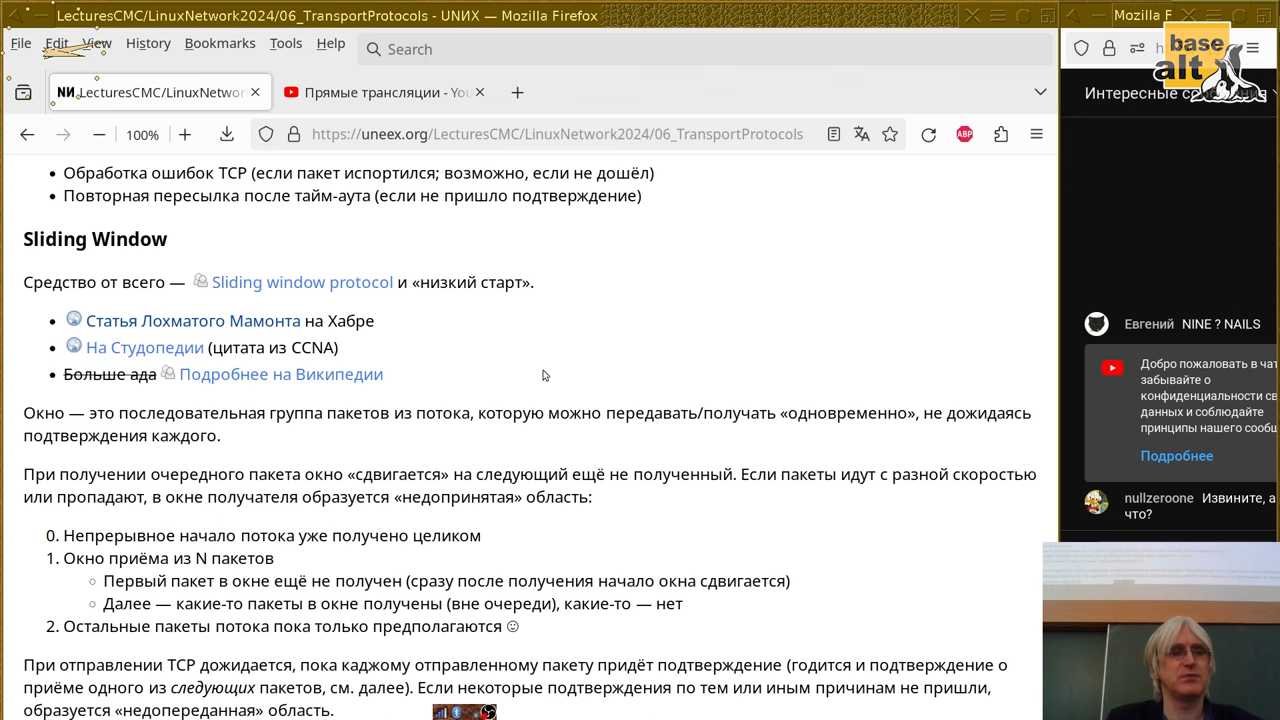 LecturesCMC/LinuxNetwork2024/06_TransportProtocols - UNИX — Mozilla Firefox
Mozilla F
File Edit View History Bookmarks Tools Help
Search
base
alt
NИ LecturesCMC/LinuxNetwor
Прямые трансляции - You
Интересные со
100%
https://uneex.org/LecturesCMC/LinuxNetwork2024/06_TransportProtocols
ABP
Обработка ошибок TCP (если пакет испортился; возможно, если не дошёл)
Повторная пересылка после тайм-аута (если не пришло подтверждение)
Sliding Window
Средство от всего — Sliding window protocol и «низкий старт».
Статья Лохматого Мамонта на Хабре
На Студопедии (цитата из CCNA)
Больше ада Подробнее на Википедии
Окно — это последовательная группа пакетов из потока, которую можно передавать/получать «одновременно», не дожидаясь
подтверждения каждого.
При получении очередного пакета окно «сдвигается» на следующий ещё не полученный. Если пакеты идут с разной скоростью
или пропадают, в окне получателя образуется «недопринятая» область:
0. Непрерывное начало потока уже получено целиком
1. Окно приёма из N пакетов
Первый пакет в окне ещё не получен (сразу после получения начало окна сдвигается)
Далее — какие-то пакеты в окне получены (вне очереди), какие-то — нет
2. Остальные пакеты потока пока только предполагаются
При отправлении TCP дожидается, пока каджому отправленному пакету придёт подтверждение (годится и подтверждение о
приёме одного из следующих пакетов, см. далее). Если некоторые подтверждения по тем или иным причинам не пришли,
образуется «недопереданная» область.
Евгений NINE ? NAILS
Добро пожаловать в чат
забывайте о
конфиденциальности св
данных и соблюдайте
принципы нашего сообщ
Подробнее
nullzeroone Извините, а
что?